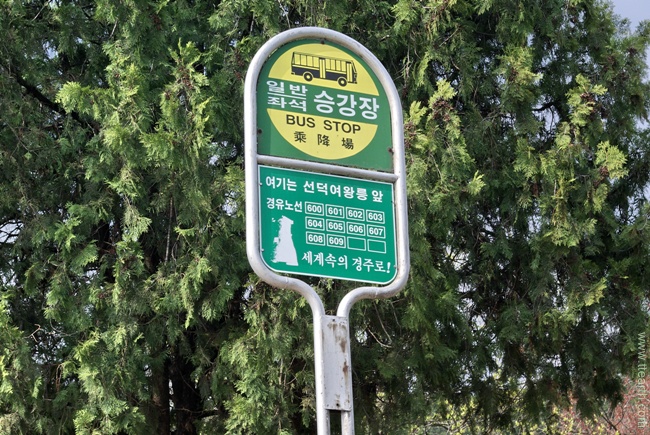 일반
좌석 승강장
BUS STOP
乘降場
여기는 선덕여왕릉 앞
경유노선 600 601 602 603
604 605 606 607
608 609
세계속의 경주로!